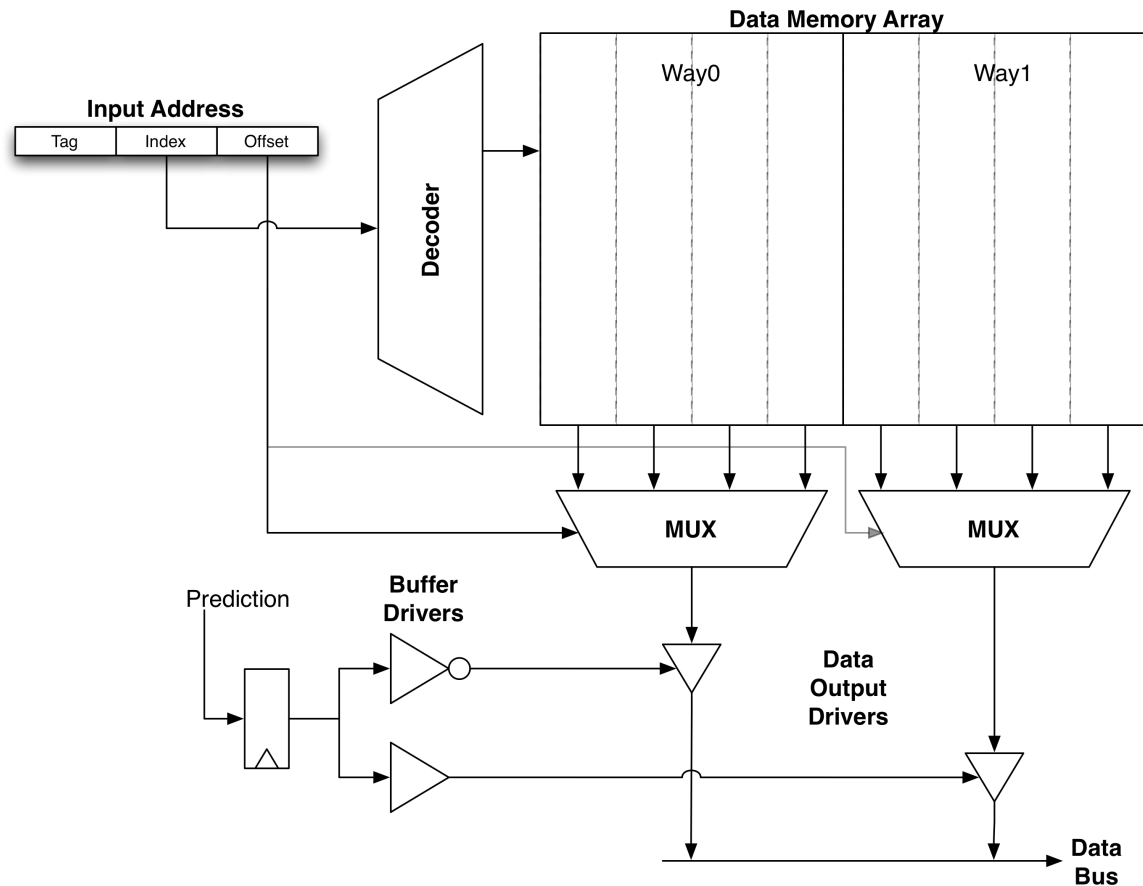 Data Memory Array
Way0
Way1
Input Address
Tag
Index
Offset
Decoder
MUX
MUX
Prediction
Buffer
Drivers
Data
Output
Drivers
Data
Bus